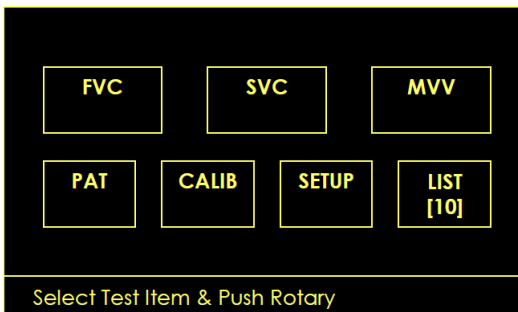 FVC SVC MVV
PAT CALIB SETUP LIST
[10]
Select Test Item & Push Rotary